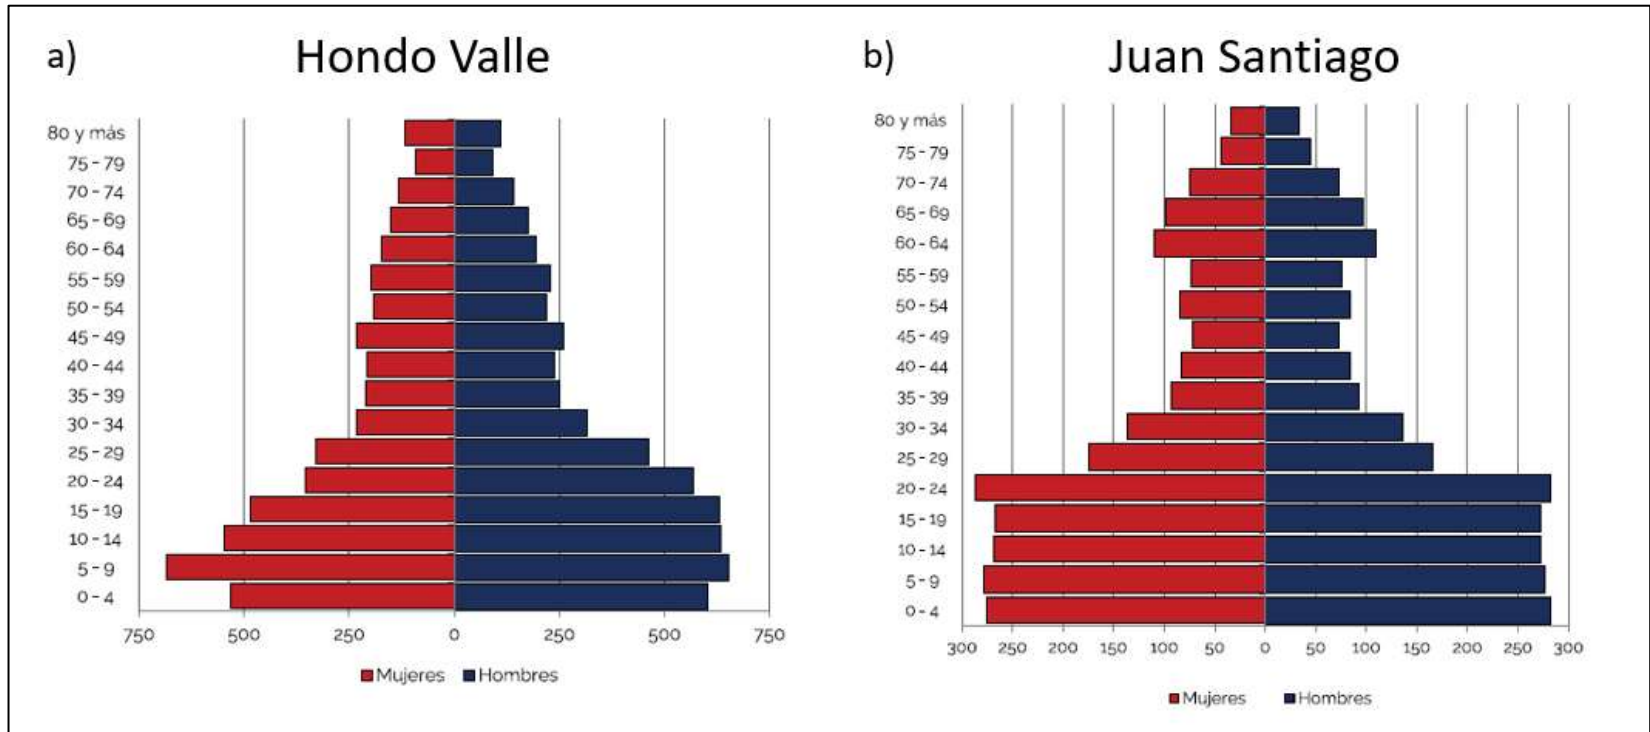 a) Hondo Valle
80 y más
75 - 79
70 - 74
65 - 69
60 - 64
55 - 59
50 - 54
45 - 49
40 - 44
35 - 39
30 - 34
25 - 29
20 - 24
15 - 19
10 - 14
5 - 9
0 - 4
750 500 250 0 250 500 750
Mujeres Hombres
b) Juan Santiago
80 y más
75 - 79
70 - 74
65 - 69
60 - 64
55 - 59
50 - 54
45 - 49
40 - 44
35 - 39
30 - 34
25 - 29
20 - 24
15 - 19
10 - 14
5 - 9
0 - 4
300 250 200 150 100 50 0 50 100 150 200 250 300
Mujeres Hombres